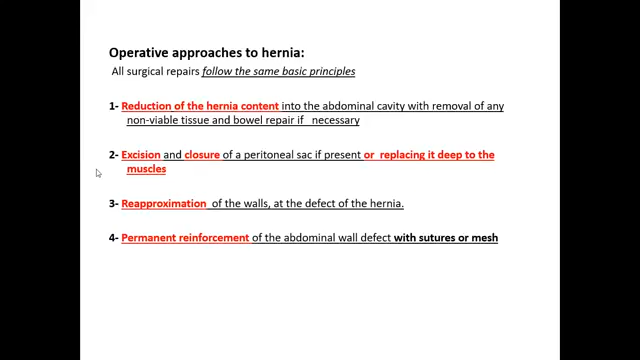 Operative approaches to hernia:
All surgical repairs follow the same basic principles
1- Reduction of the hernia content into the abdominal cavity with removal of any
non-viable tissue and bowel repair if necessary
2- Excision and closure of a peritoneal sac if present or replacing it deep to the
muscles
3- Reapproximation of the walls, at the defect of the hernia.
4- Permanent reinforcement of the abdominal wall defect with sutures or mesh